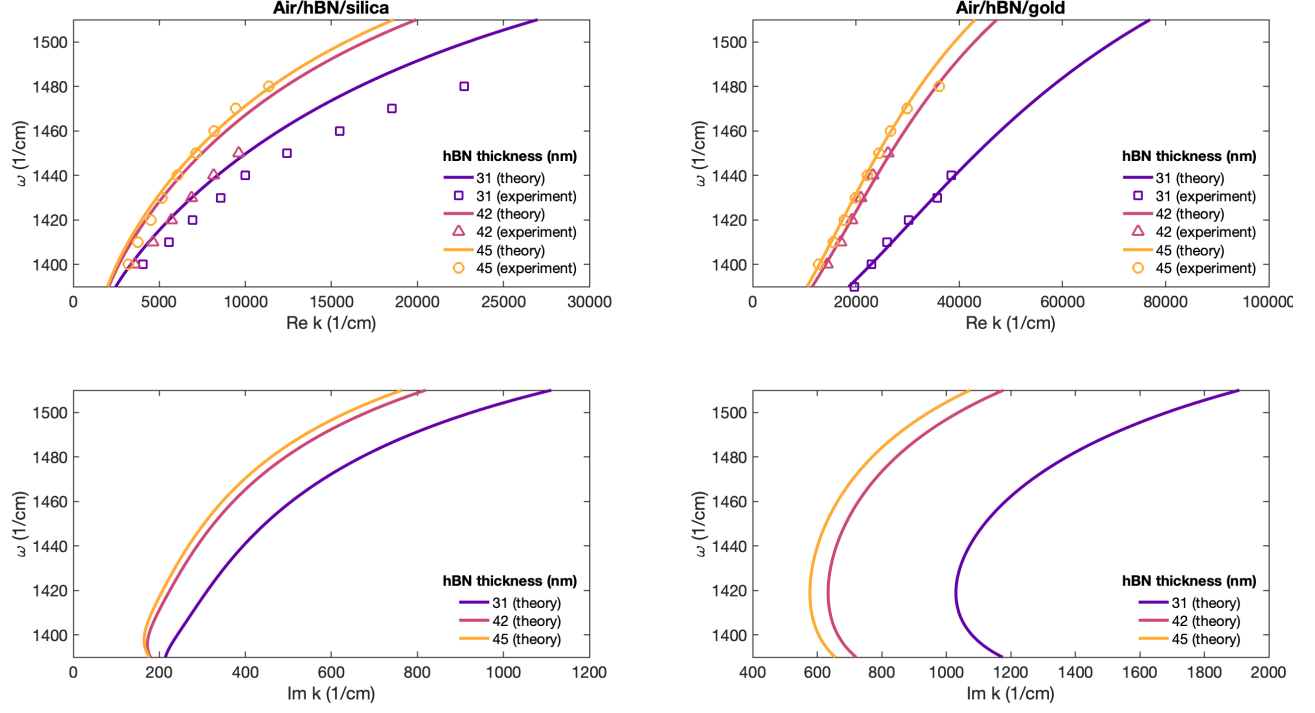 Air/hBN/silica
1500
1480
1460
1440
1420
1400
ω (1/cm)
0
5000
10000
15000
20000
25000
30000
Re k (1/cm)
hBN thickness (nm)
31 (theory)
31 (experiment)
42 (theory)
42 (experiment)
45 (theory)
45 (experiment)
Air/hBN/gold
1500
1480
1460
1440
1420
1400
ω (1/cm)
0
20000
40000
60000
80000
100000
Re k (1/cm)
hBN thickness (nm)
31 (theory)
31 (experiment)
42 (theory)
42 (experiment)
45 (theory)
45 (experiment)
1500
1480
1460
1440
1420
1400
ω (1/cm)
0
200
400
600
800
1000
1200
Im k (1/cm)
hBN thickness (nm)
31 (theory)
42 (theory)
45 (theory)
1500
1480
1460
1440
1420
1400
ω (1/cm)
400
600
800
1000
1200
1400
1600
1800
2000
Im k (1/cm)
hBN thickness (nm)
31 (theory)
42 (theory)
45 (theory)